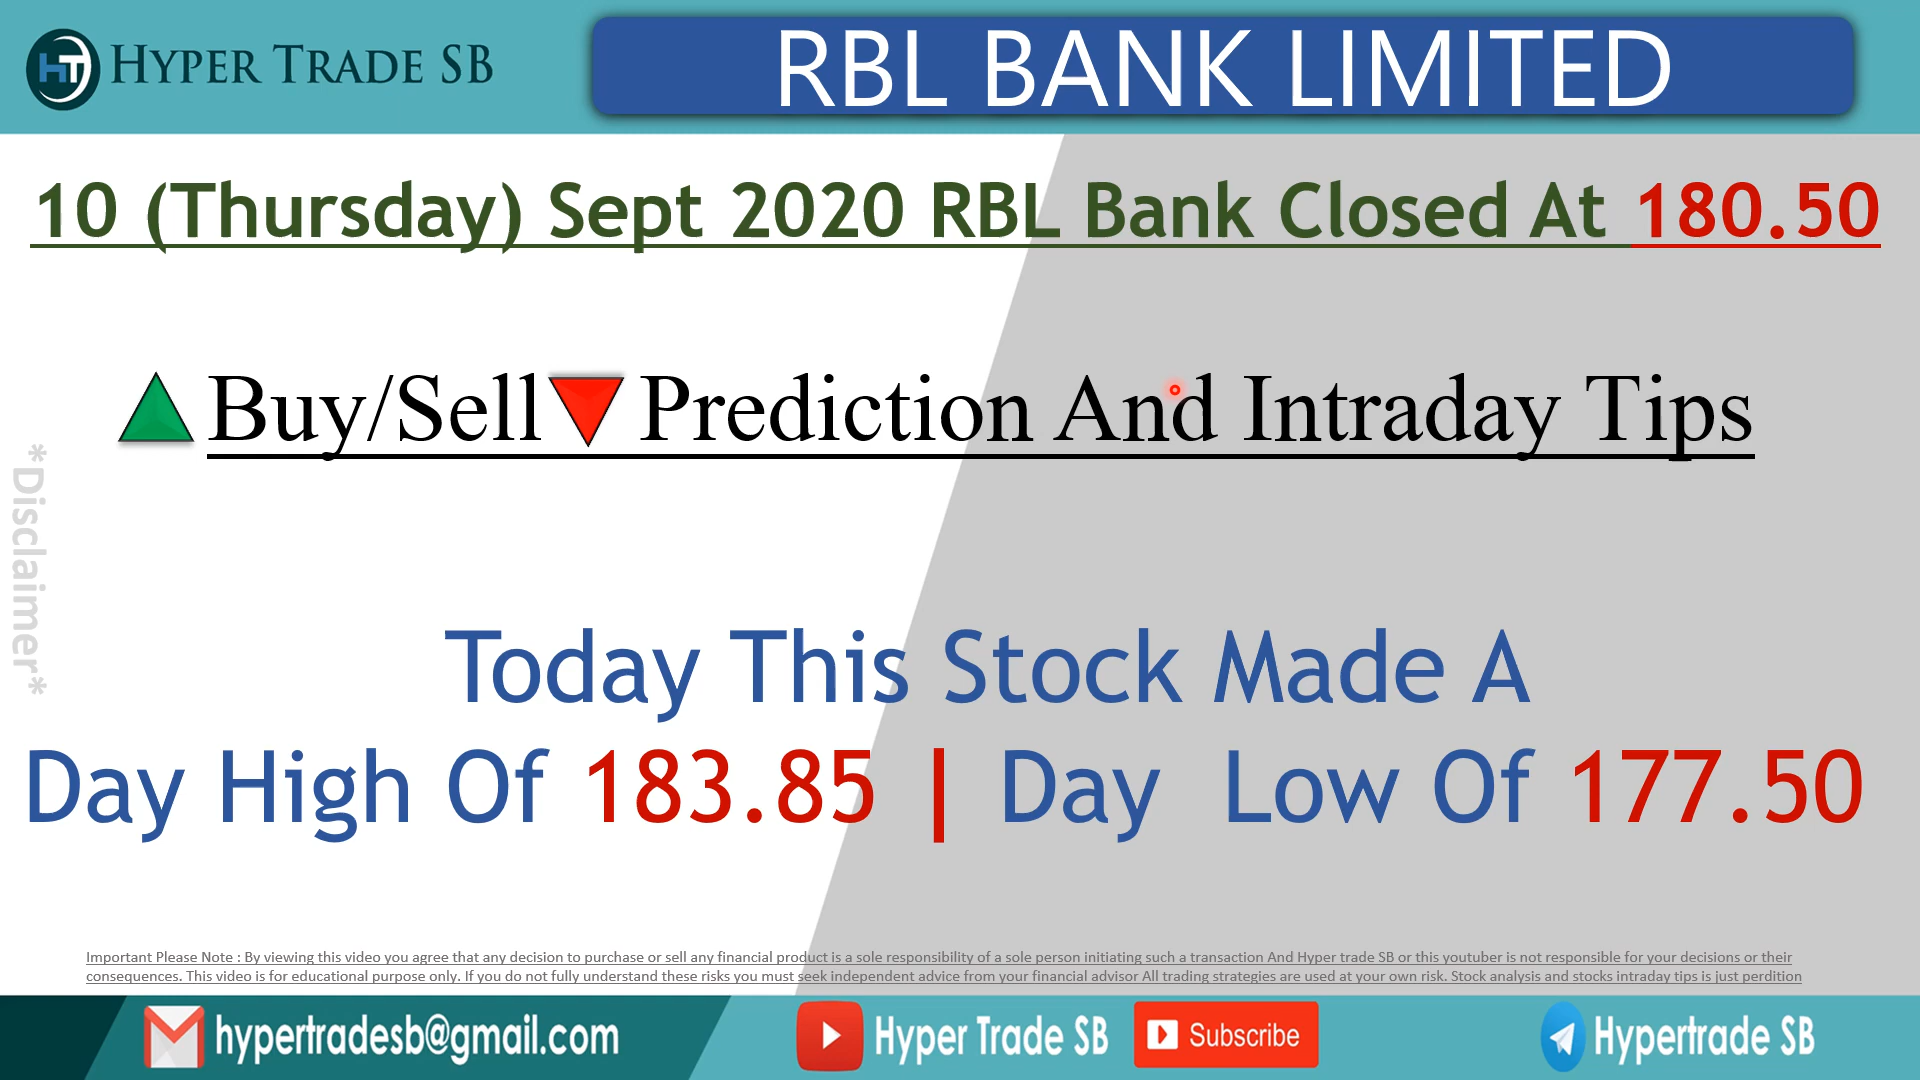 HT HYPER TRADE SB
RBL BANK LIMITED
10 (Thursday) Sept 2020 RBL Bank Closed At 180.50
Buy/Sell Prediction And Intraday Tips
*Disclaimer*
Today This Stock Made A
Day High Of 183.85 | Day Low Of 177.50
Important Please Note : By viewing this video you agree that any decision to purchase or sell any financial product is a sole responsibility of a sole person initiating such a transaction And Hyper trade SB or this youtuber is not responsible for your decisions or their
consequences. This video is for educational purpose only. If you do not fully understand these risks you must seek independent advice from your financial advisor All trading strategies are used at your own risk. Stock analysis and stocks intraday tips is just perdition
hypertradesb@gmail.com Hyper Trade SB Subscribe Hypertrade SB